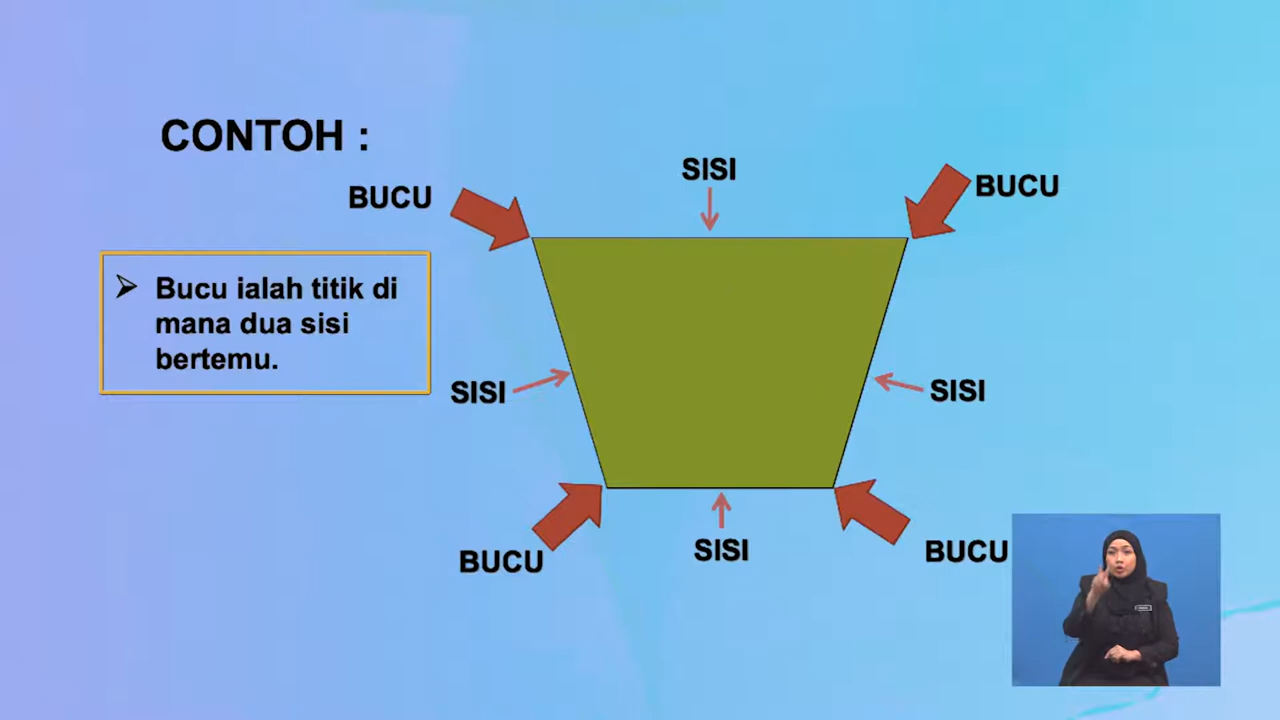 CONTOH :
SISI
BUCU
BUCU
Bucu ialah titik di
mana dua sisi
bertemu.
SISI
SISI
BUCU
SISI
BUCU